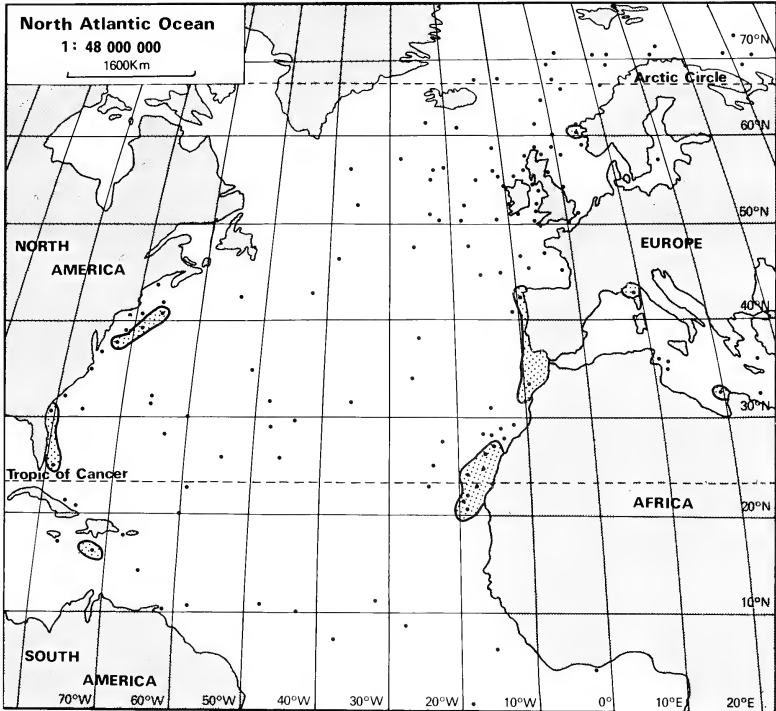 North Atlantic Ocean
1: 48 000 000
1600Km
70°N
Arctic Circle
60°N
50°N
NORTH
AMERICA
EUROPE
40°N
30°N
Tropic of Cancer
AFRICA
20°N
10°N
SOUTH
AMERICA
70°W 60°W 50°W 40°W 30°W 20°W 10°W 0° 10°E 20°E